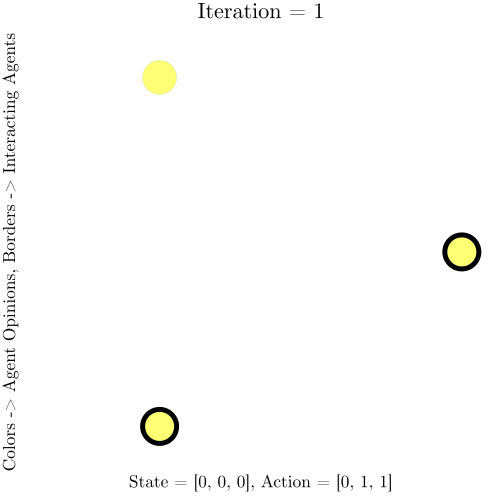 Iteration = 1
Colors -> Agent Opinions, Borders -> Interacting Agents
State = [0, 0, 0], Action = [0, 1, 1]